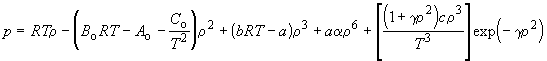 p = RTρ − (B₀RT − A₀ − C₀/T²)ρ² + (bRT − a)ρ³ + aαρ⁶ + [(1 + γρ²)cρ³/T³] exp(− γρ²)